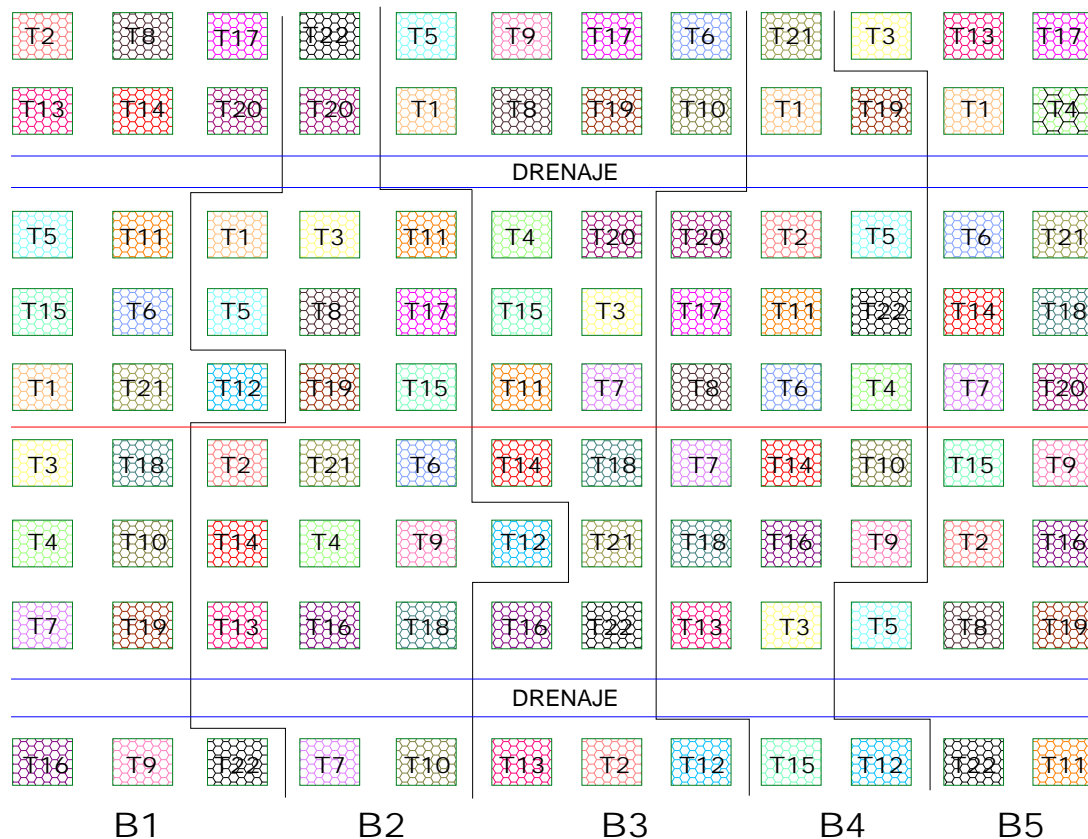 T2 T8 T17 T22 T5 T9 T17 T6 T21 T3 T13 T17
T13 T14 T20 T20 T1 T8 T19 T10 T1 T19 T1 T4
DRENAJE
T5 T11 T1 T3 T11 T4 T20 T20 T2 T5 T6 T21
T15 T6 T5 T8 T17 T15 T3 T17 T11 T22 T14 T18
T1 T21 T12 T19 T15 T11 T7 T8 T6 T4 T7 T20
T3 T18 T2 T21 T6 T14 T18 T7 T14 T10 T15 T9
T4 T10 T14 T4 T9 T12 T21 T18 T16 T9 T2 T16
T7 T19 T13 T16 T18 T16 T22 T13 T3 T5 T8 T19
DRENAJE
T16 T9 T22 T7 T10 T13 T2 T12 T15 T12 T22 T11
B1 B2 B3 B4 B5